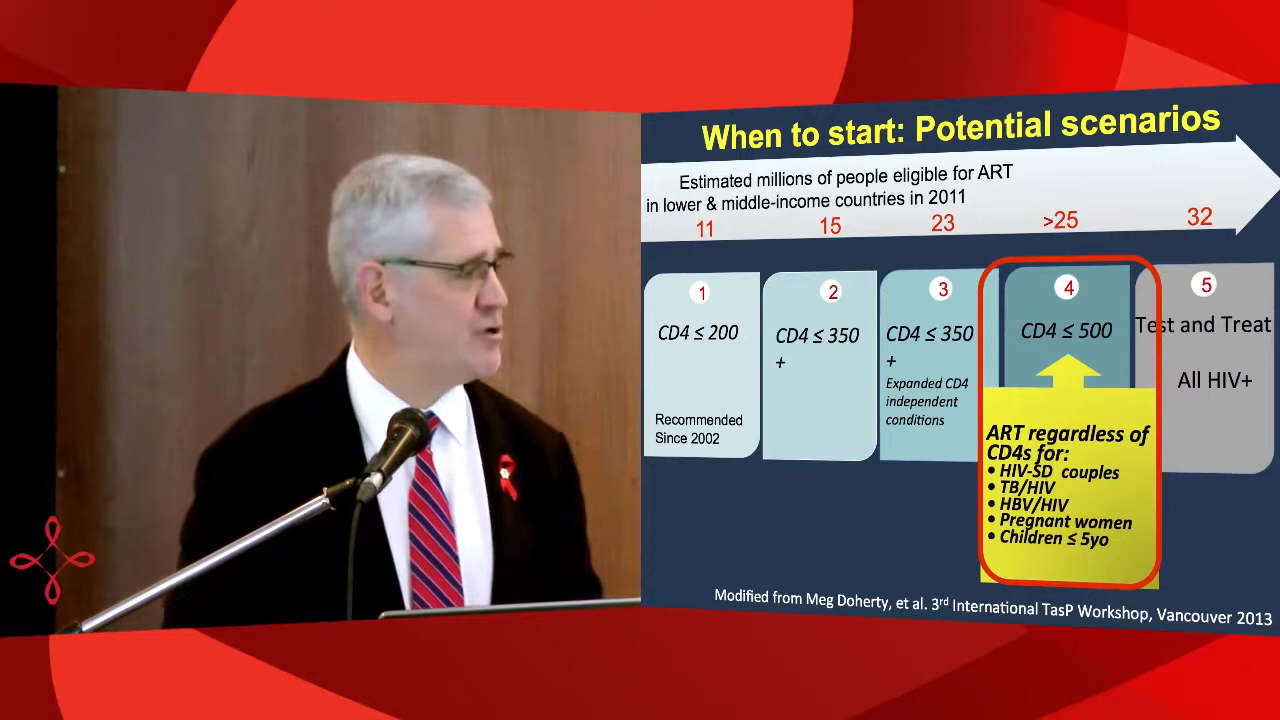 When to start: Potential scenarios
Estimated millions of people eligible for ART
in lower & middle-income countries in 2011
11 15 23 >25 32
1
CD4 ≤ 200
Recommended
Since 2002
2
CD4 ≤ 350
+
3
CD4 ≤ 350
+
Expanded CD4
independent
conditions
4
CD4 ≤ 500
ART regardless of
CD4s for:
• HIV-SD couples
• TB/HIV
• HBV/HIV
• Pregnant women
• Children ≤ 5yo
5
Test and Treat
All HIV+
Modified from Meg Doherty, et al. 3rd International TasP Workshop, Vancouver 2013